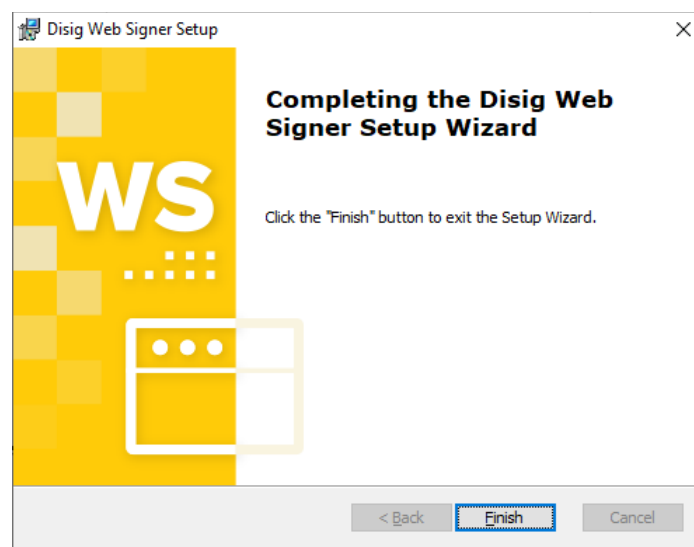 Disig Web Signer Setup
Completing the Disig Web
Signer Setup Wizard
WS
Click the "Finish" button to exit the Setup Wizard.
< Back
Finish
Cancel